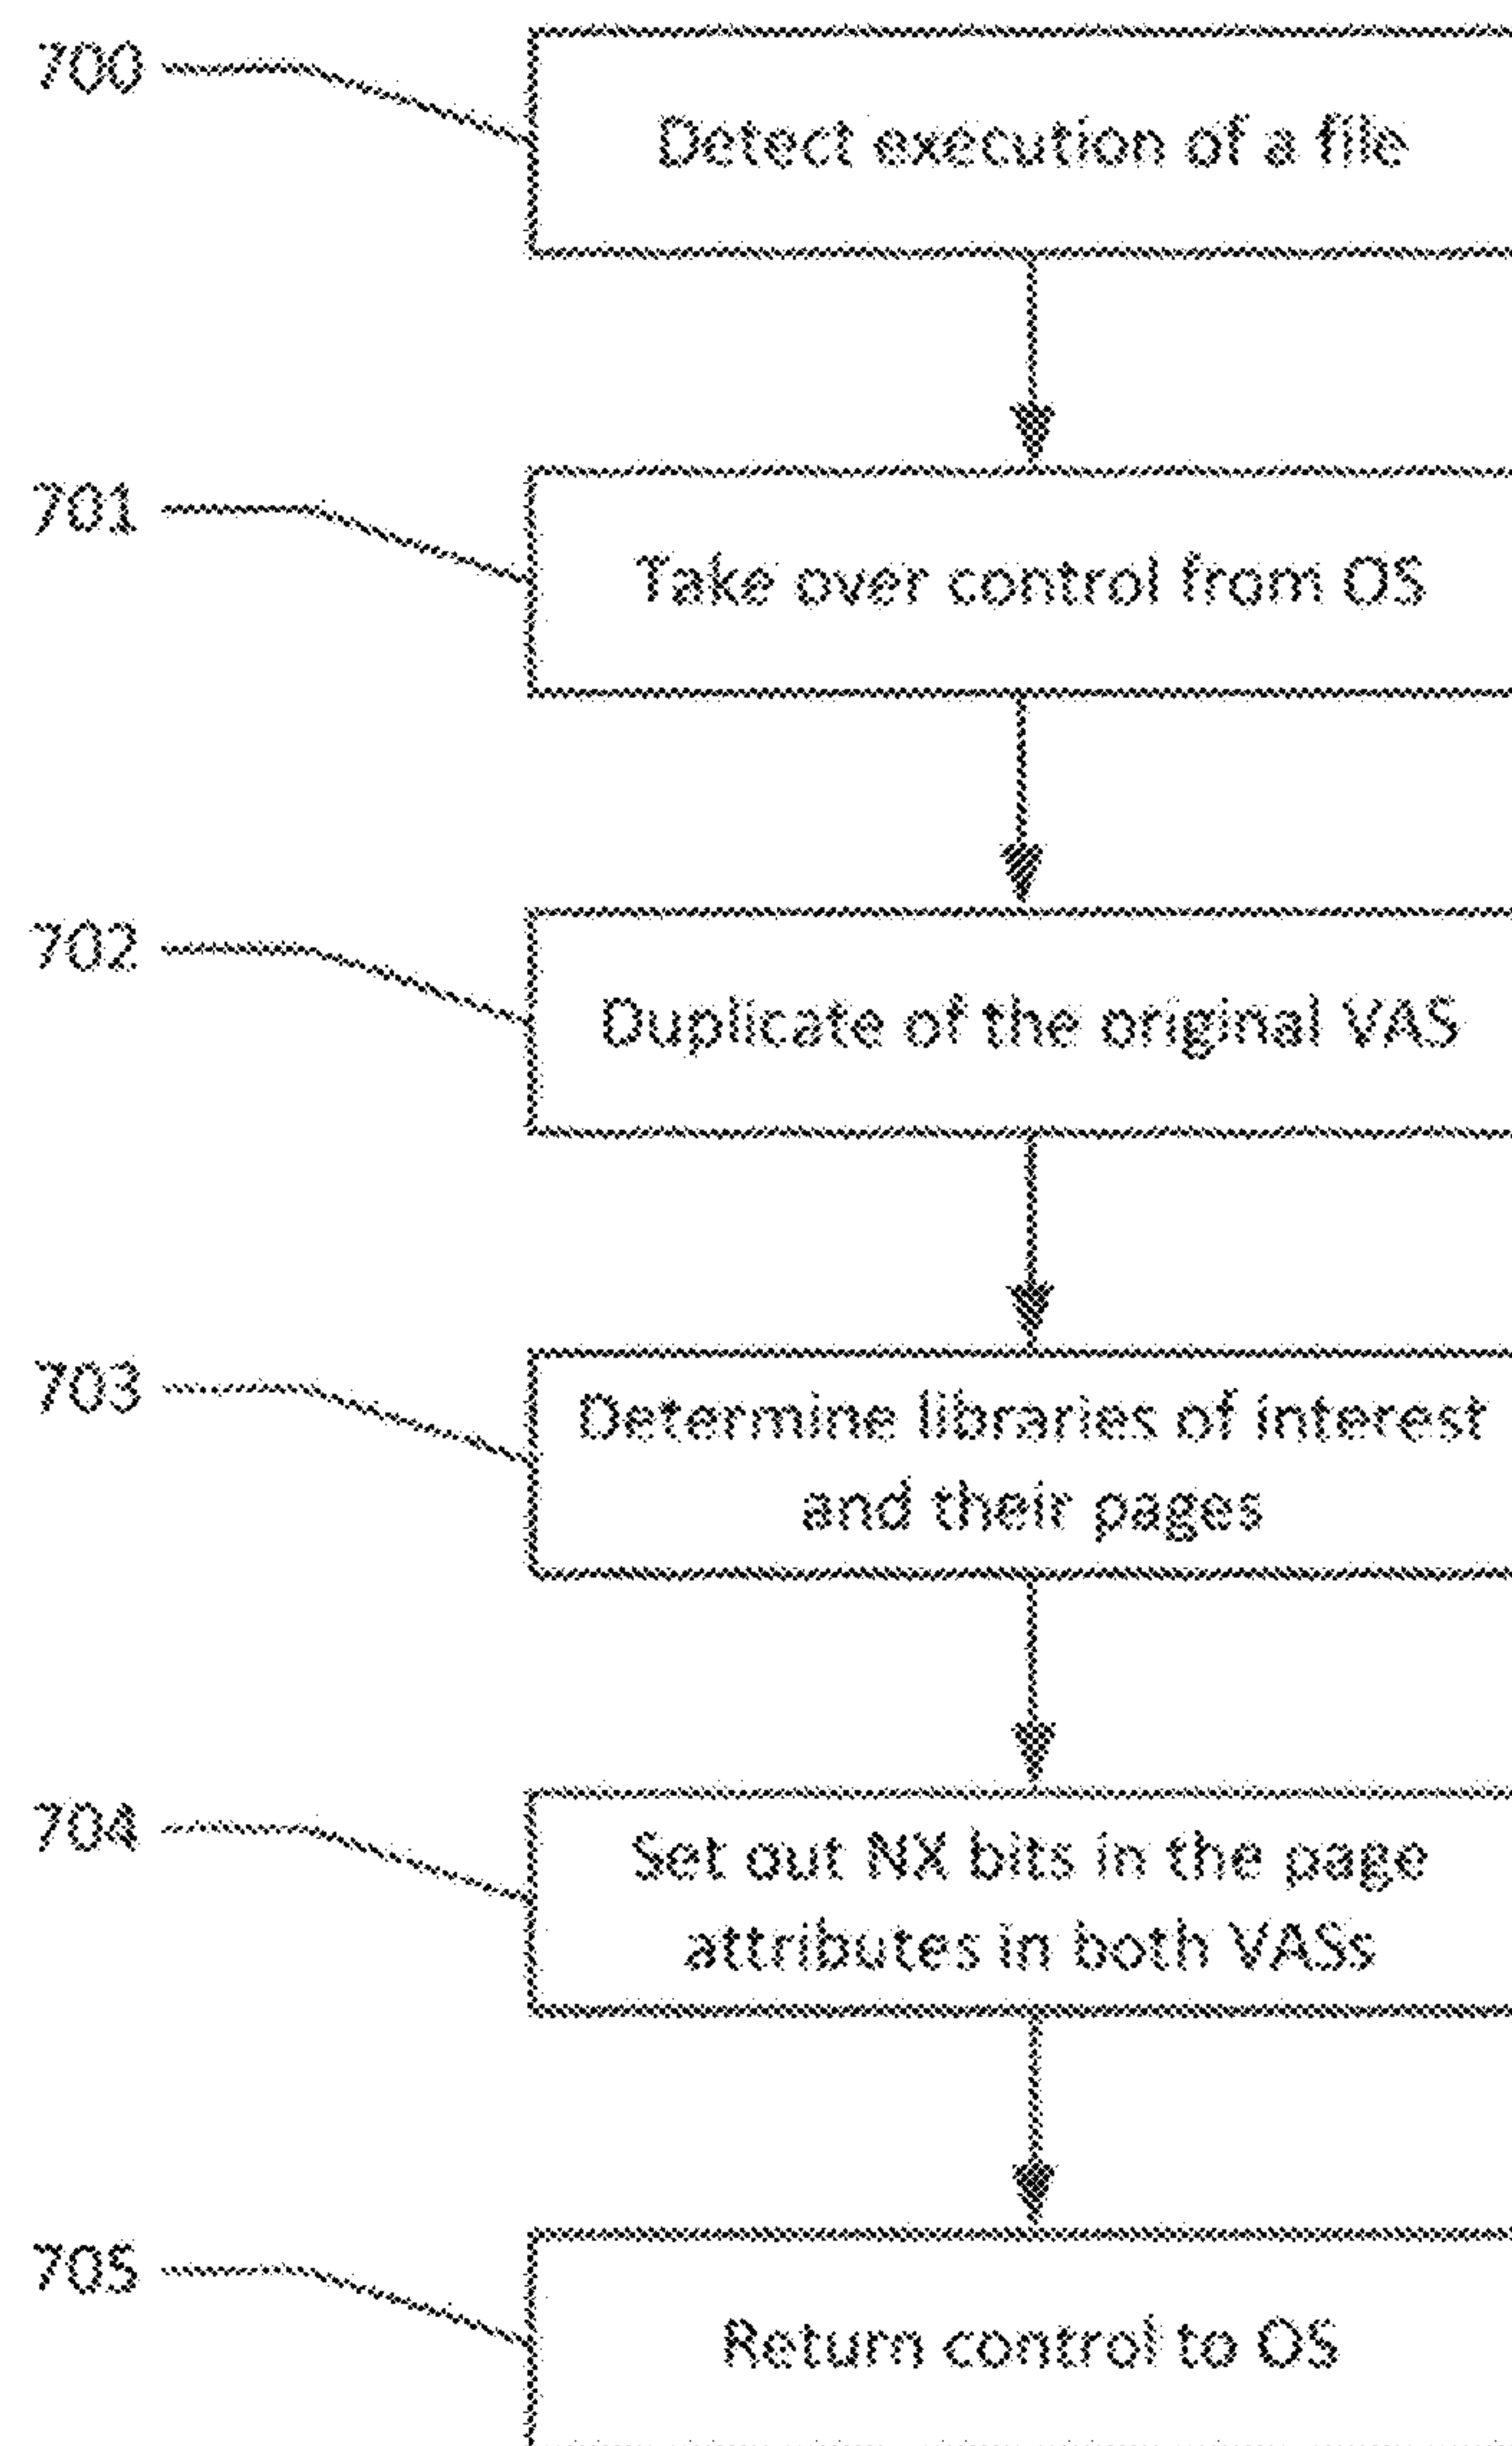 700
Detect execution of a file
701
Take over control from OS
702
Duplicate of the original VAS
703
Determine libraries of interest
and their pages
704
Set out NX bits in the page
attributes in both VASs
705
Return control to OS